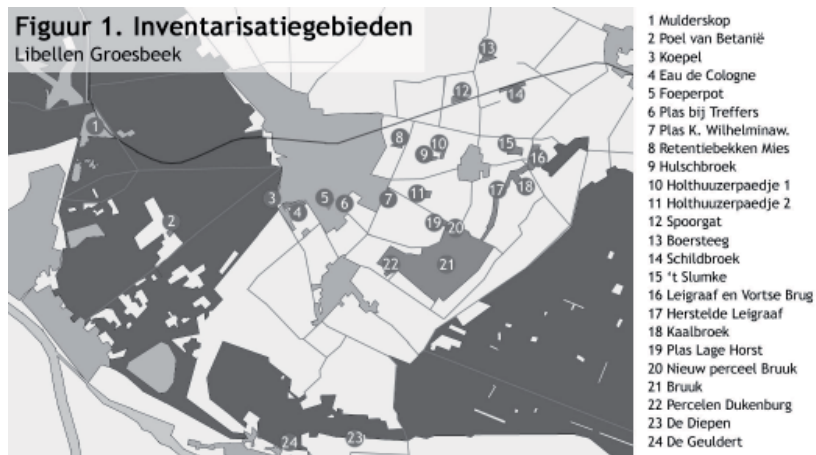 Figuur 1. Inventarisatiegebieden
Libellen Groesbeek
13
12
14
1
8
10
9
15
16
3
4
5
6
7
11
17
18
2
19
20
22
21
24
23
1 Mulderskop
2 Poel van Betanië
3 Koepel
4 Eau de Cologne
5 Foeperpot
6 Plas bij Treffers
7 Plas K. Wilhelminaw.
8 Retentiebekken Mies
9 Hulschbroek
10 Holthuuzerpaedje 1
11 Holthuuzerpaedje 2
12 Spoorgat
13 Boersteeg
14 Schildbroek
15 ‘t Slumke
16 Leigraaf en Vortse Brug
17 Herstelde Leigraaf
18 Kaalbroek
19 Plas Lage Horst
20 Nieuw perceel Bruuk
21 Bruuk
22 Percelen Dukenburg
23 De Diepen
24 De Geuldert